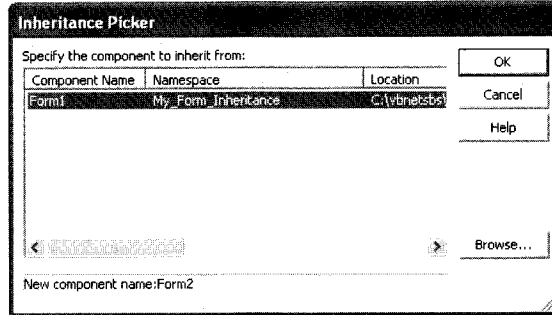 Inheritance Picker
Specify the component to inherit from:
OK
Component Name Namespace Location
Form1 My_Form_Inheritance C:\vbnetsbs\
Cancel
Help
Browse...
New component name:Form2